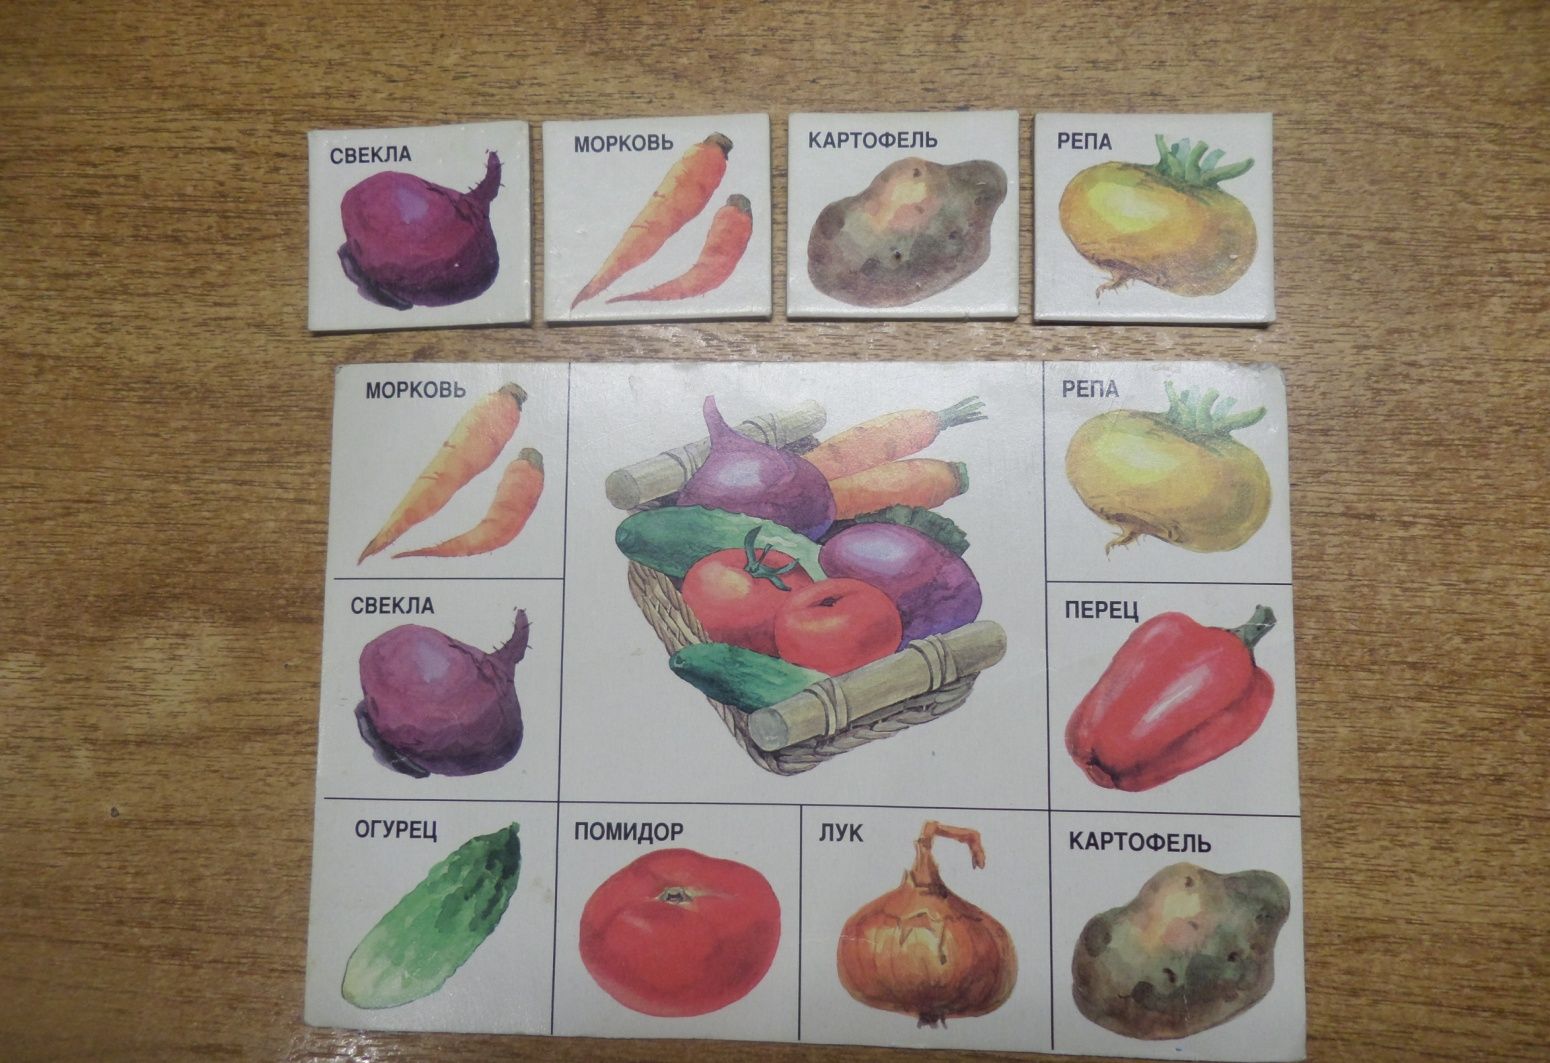 СВЕКЛА
МОРКОВЬ
КАРТОФЕЛЬ
РЕПА
МОРКОВЬ
РЕПА
СВЕКЛА
ПЕРЕЦ
ОГУРЕЦ
ПОМИДОР
ЛУК
КАРТОФЕЛЬ